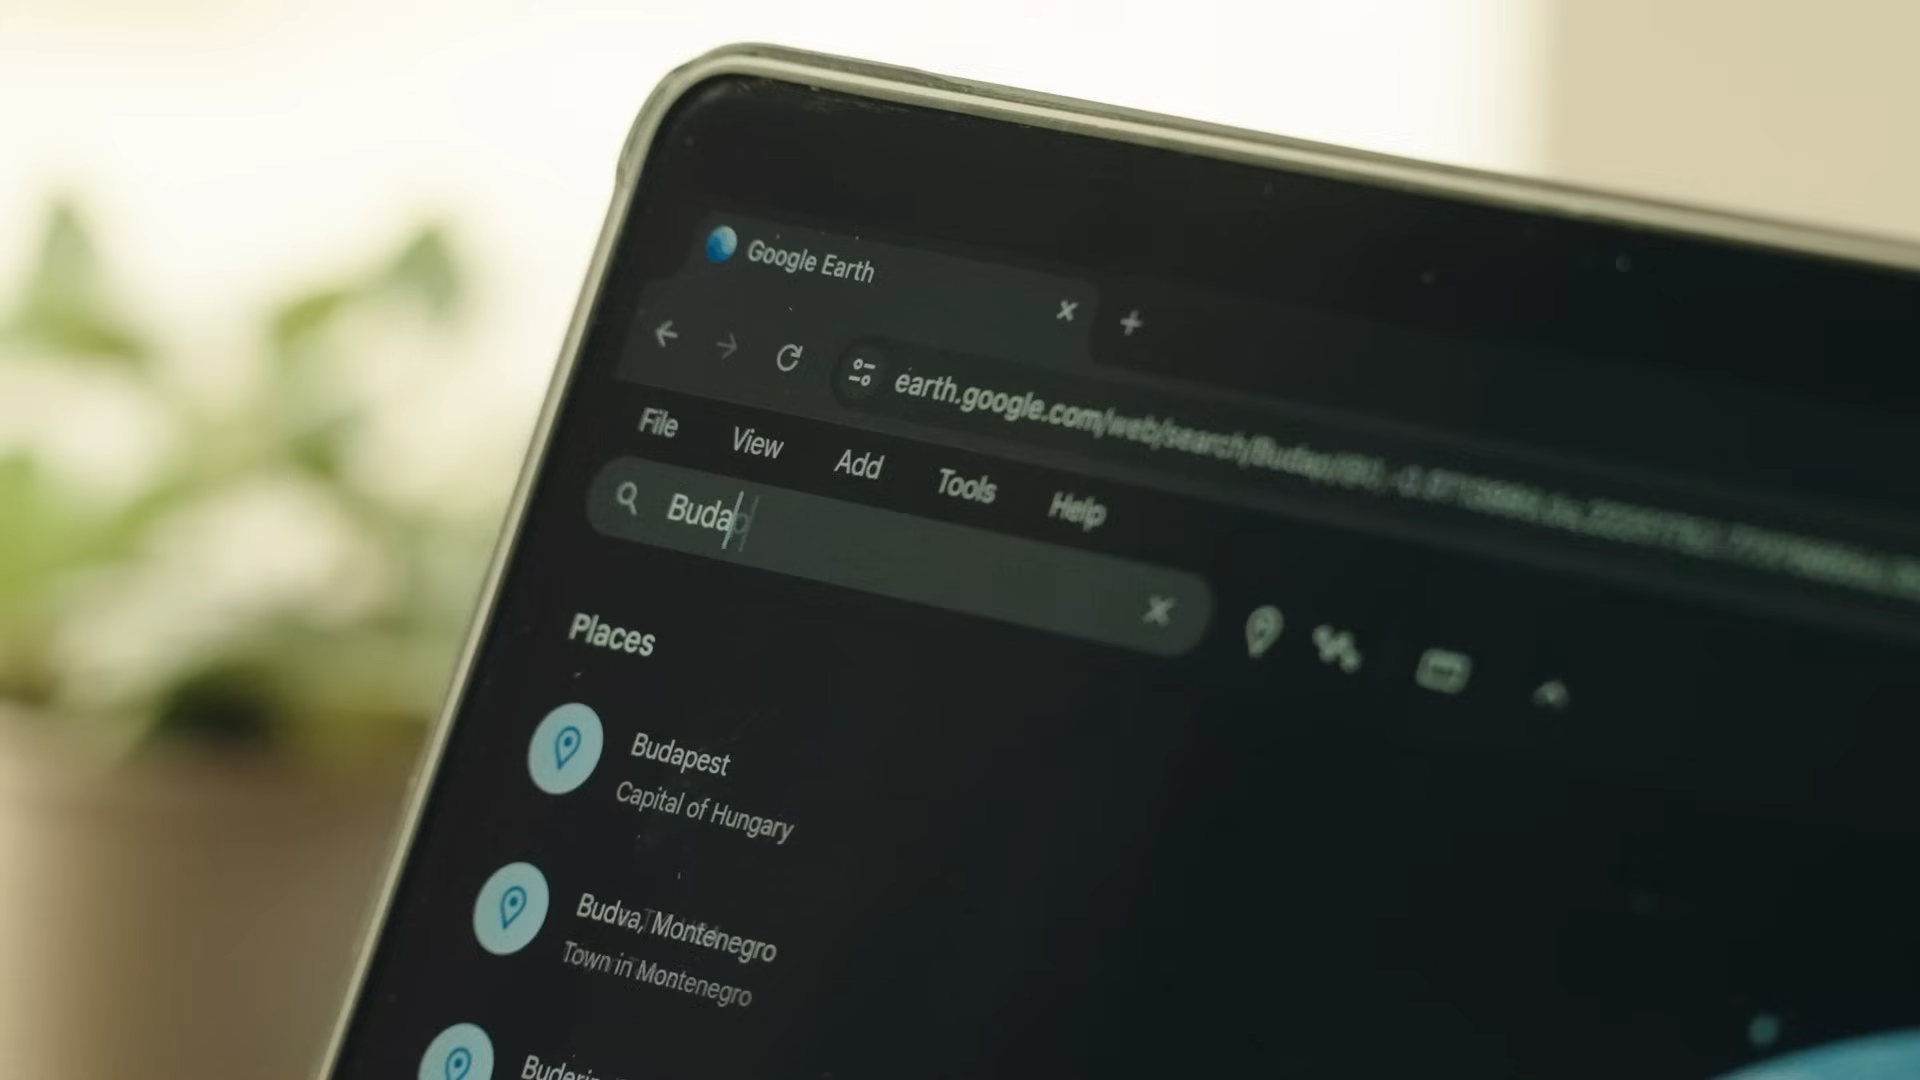 Google Earth
earth.google.com/web/search/Budap
File View Add Tools Help
Buda
Places
Budapest
Capital of Hungary
Budva, Montenegro
Town in Montenegro